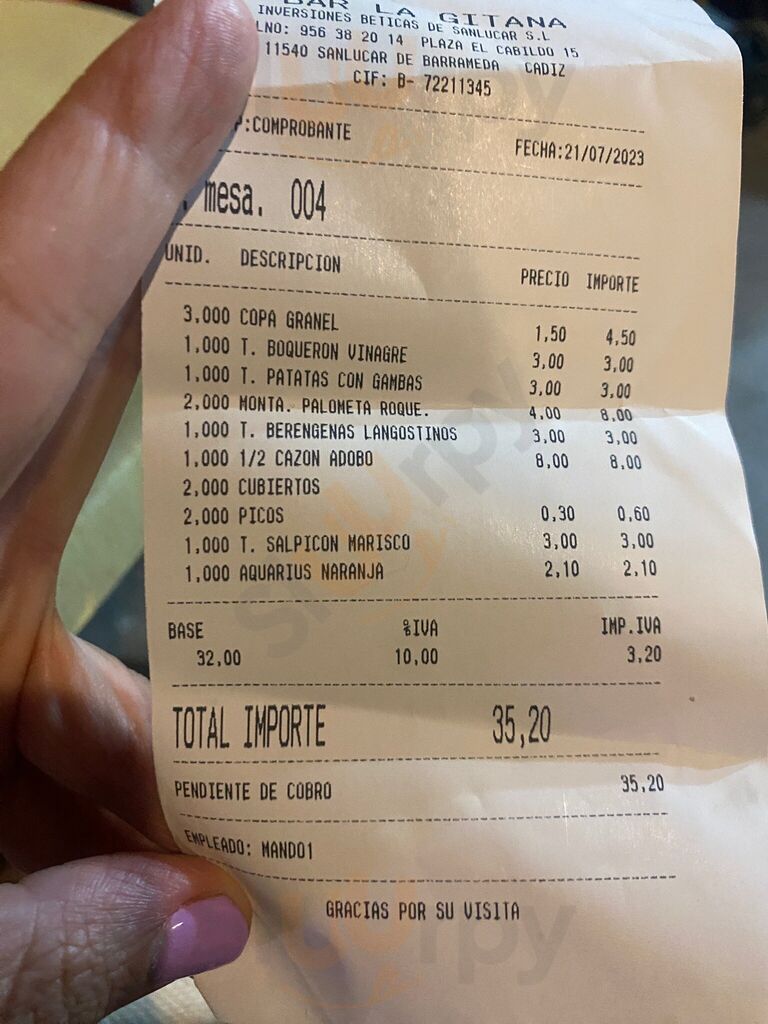 BAR LA GITANA
INVERSIONES BETICAS DE SANLUCAR S.L
LNO: 956 38 20 14 PLAZA EL CABILDO 15
11540 SANLUCAR DE BARRAMEDA CADIZ
CIF: B- 72211345
P:COMPROBANTE FECHA:21/07/2023
mesa. 004
UNID. DESCRIPCION PRECIO IMPORTE
3,000 COPA GRANEL 1,50 4,50
1,000 T. BOQUERON VINAGRE 3,00 3,00
1,000 T. PATATAS CON GAMBAS 3,00 3,00
2,000 MONTA. PALOMETA ROQUE. 4,00 8,00
1,000 T. BERENGENAS LANGOSTINOS 3,00 3,00
1,000 1/2 CAZON ADOBO 8,00 8,00
2,000 CUBIERTOS
2,000 PICOS 0,30 0,60
1,000 T. SALPICON MARISCO 3,00 3,00
1,000 AQUARIUS NARANJA 2,10 2,10
BASE %IVA IMP.IVA
32,00 10,00 3,20
TOTAL IMPORTE 35,20
PENDIENTE DE COBRO 35,20
EMPLEADO: MANDO1
GRACIAS POR SU VISITA